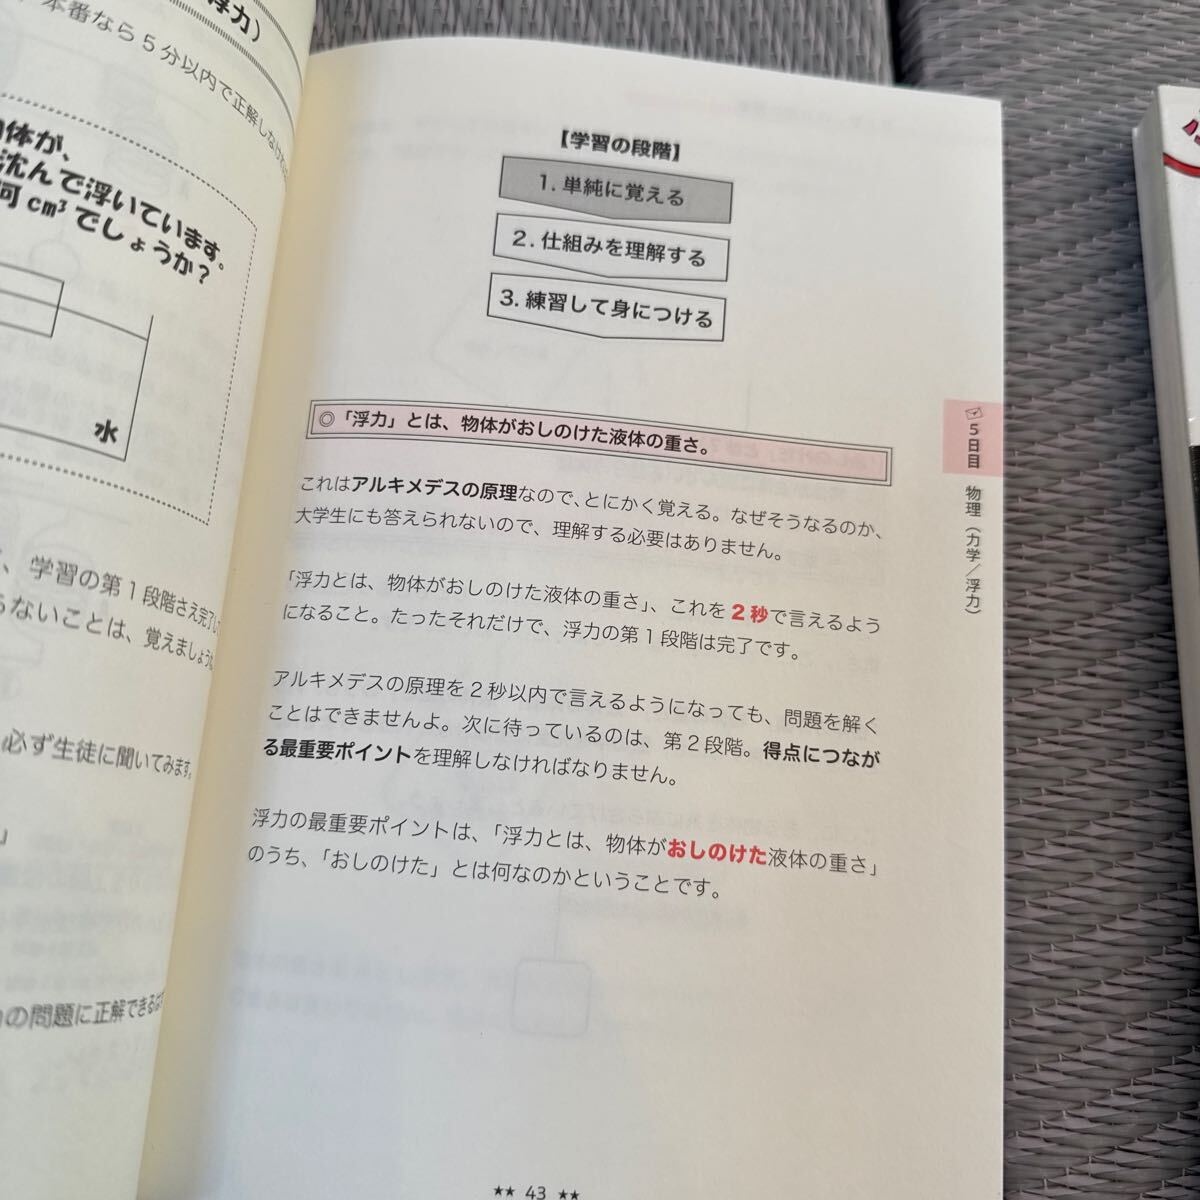 浮力）
本番なら５分以内で正解しな
体が、
沈んで浮いています。
何 cm³ でしょうか？
水
、学習の第１段階さえ完了し
らないことは、覚えましょう。
必ず生徒に聞いてみます。
」
の問題に正解できる
【学習の段階】
1. 単純に覚える
2. 仕組みを理解する
3. 練習して身につける
◎「浮力」とは、物体がおしのけた液体の重さ。
これはアルキメデスの原理なので、とにかく覚える。なぜそうなるのか、
大学生にも答えられないので、理解する必要はありません。
「浮力とは、物体がおしのけた液体の重さ」、これを２秒で言えるよう
になること。たったそれだけで、浮力の第１段階は完了です。
アルキメデスの原理を２秒以内で言えるようになっても、問題を解く
ことはできませんよ。次に待っているのは、第２段階。得点につなが
る最重要ポイントを理解しなければなりません。
浮力の最重要ポイントは、「浮力とは、物体がおしのけた液体の重さ」
のうち、「おしのけた」とは何なのかということです。
5日目
物理（力学／浮力）
★★ 43 ★★